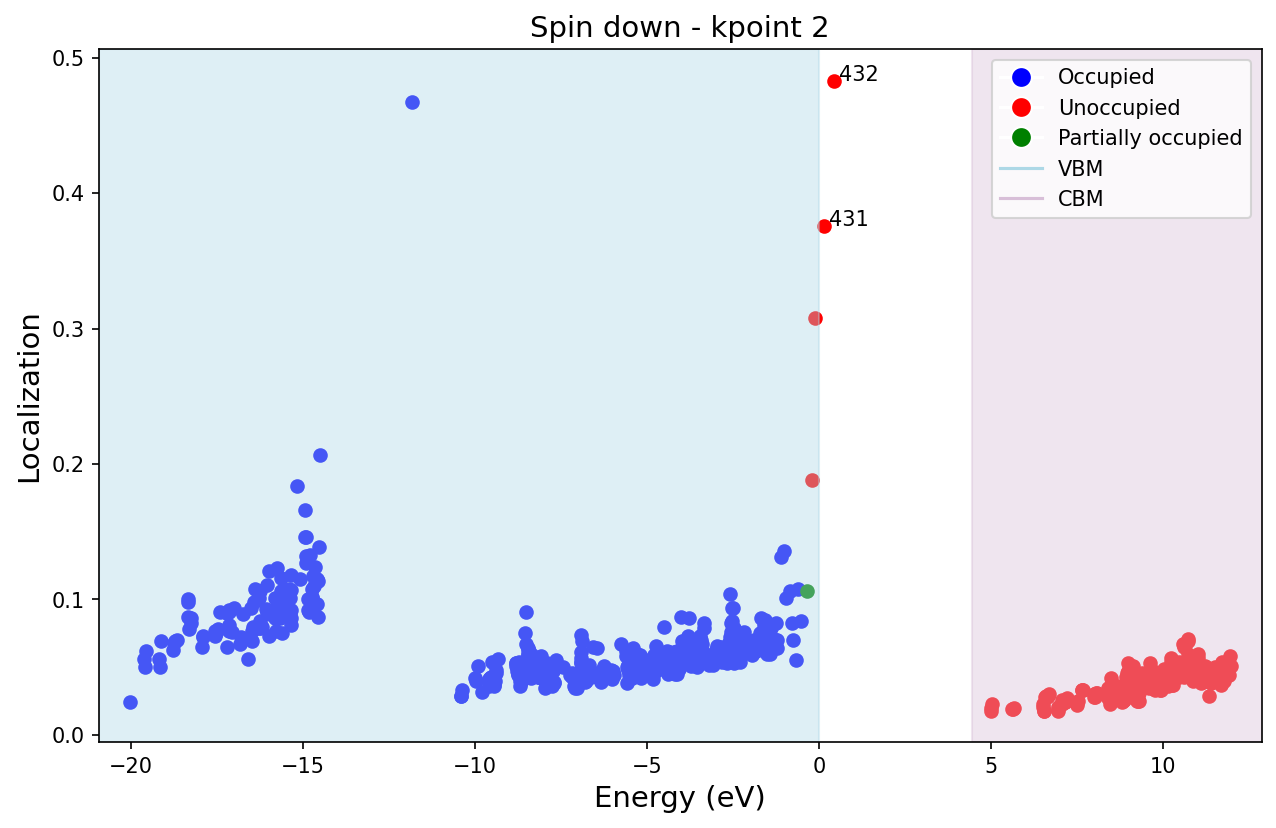 Spin down - kpoint 2
Localization
0.5
0.4
0.3
0.2
0.1
0.0
432
431
Occupied
Unoccupied
Partially occupied
VBM
CBM
−20 −15 −10 −5 0 5 10
Energy (eV)